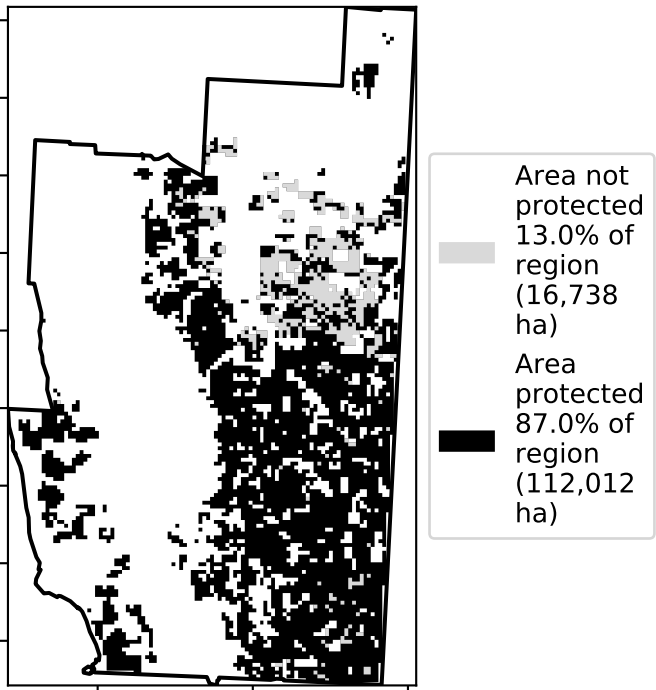 Area not
protected
13.0% of
region
(16,738
ha)
Area
protected
87.0% of
region
(112,012
ha)